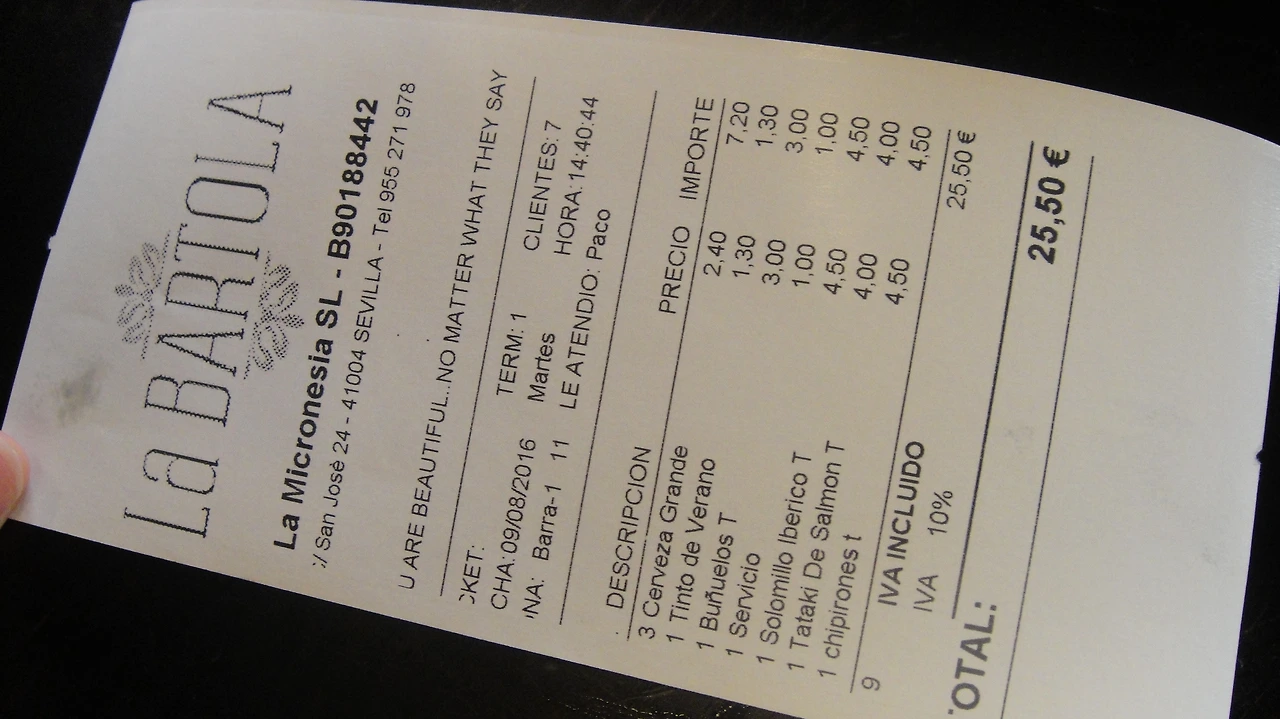 La BARTOLA
La Micronesia SL - B90188442
:/ San Josè 24 - 41004 SEVILLA - Tel 955 271 978
U ARE BEAUTIFUL..NO MATTER WHAT THEY SAY
CKET: TERM: 1 CLIENTES: 7
CHA: 09/08/2016 Martes HORA: 14:40:44
NA: Barra-1 11 LE ATENDIO: Paco
DESCRIPCION PRECIO IMPORTE
3 Cerveza Grande 2,40 7,20
1 Tinto de Verano 1,30 1,30
1 Buñuelos T 3,00 3,00
1 Servicio 1,00 1,00
1 Solomillo Iberico T 4,50 4,50
1 Tataki De Salmon T 4,00 4,00
1 chipirones t 4,50 4,50
9 IVA INCLUIDO 25,50 €
IVA 10%
TOTAL: 25,50 €